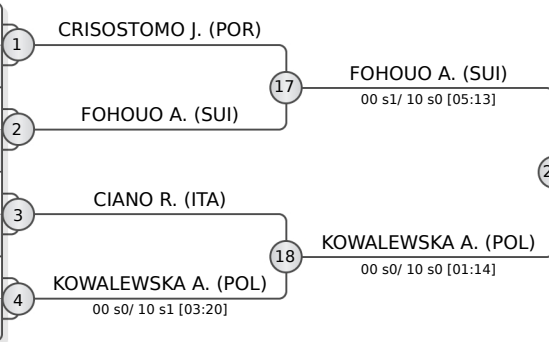 CRISOSTOMO J. (POR)
1
17
FOHOUO A. (SUI)
00 s1/ 10 s0 [05:13]
FOHOUO A. (SUI)
2
CIANO R. (ITA)
3
18
KOWALEWSKA A. (POL)
00 s0/ 10 s0 [01:14]
KOWALEWSKA A. (POL)
4
00 s0/ 10 s1 [03:20]